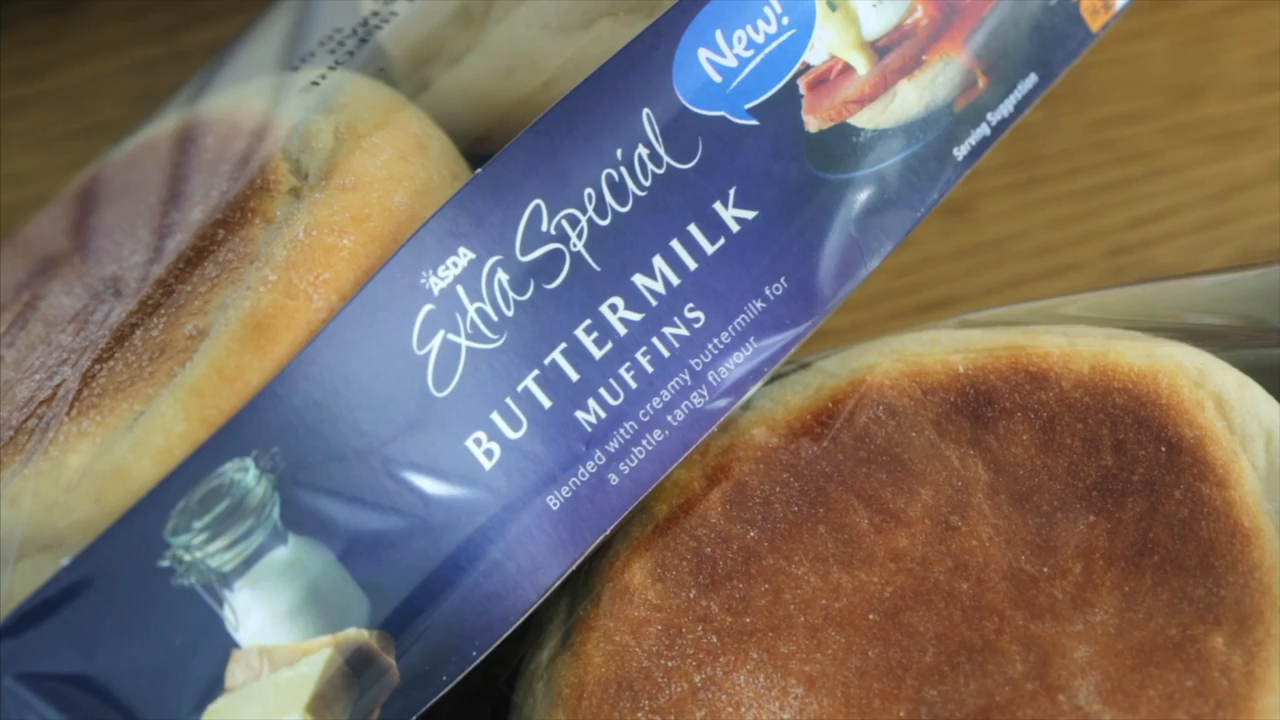 New!
Serving Suggestion
ASDA
Extra Special
BUTTERMILK
MUFFINS
Blended with creamy buttermilk for
a subtle, tangy flavour